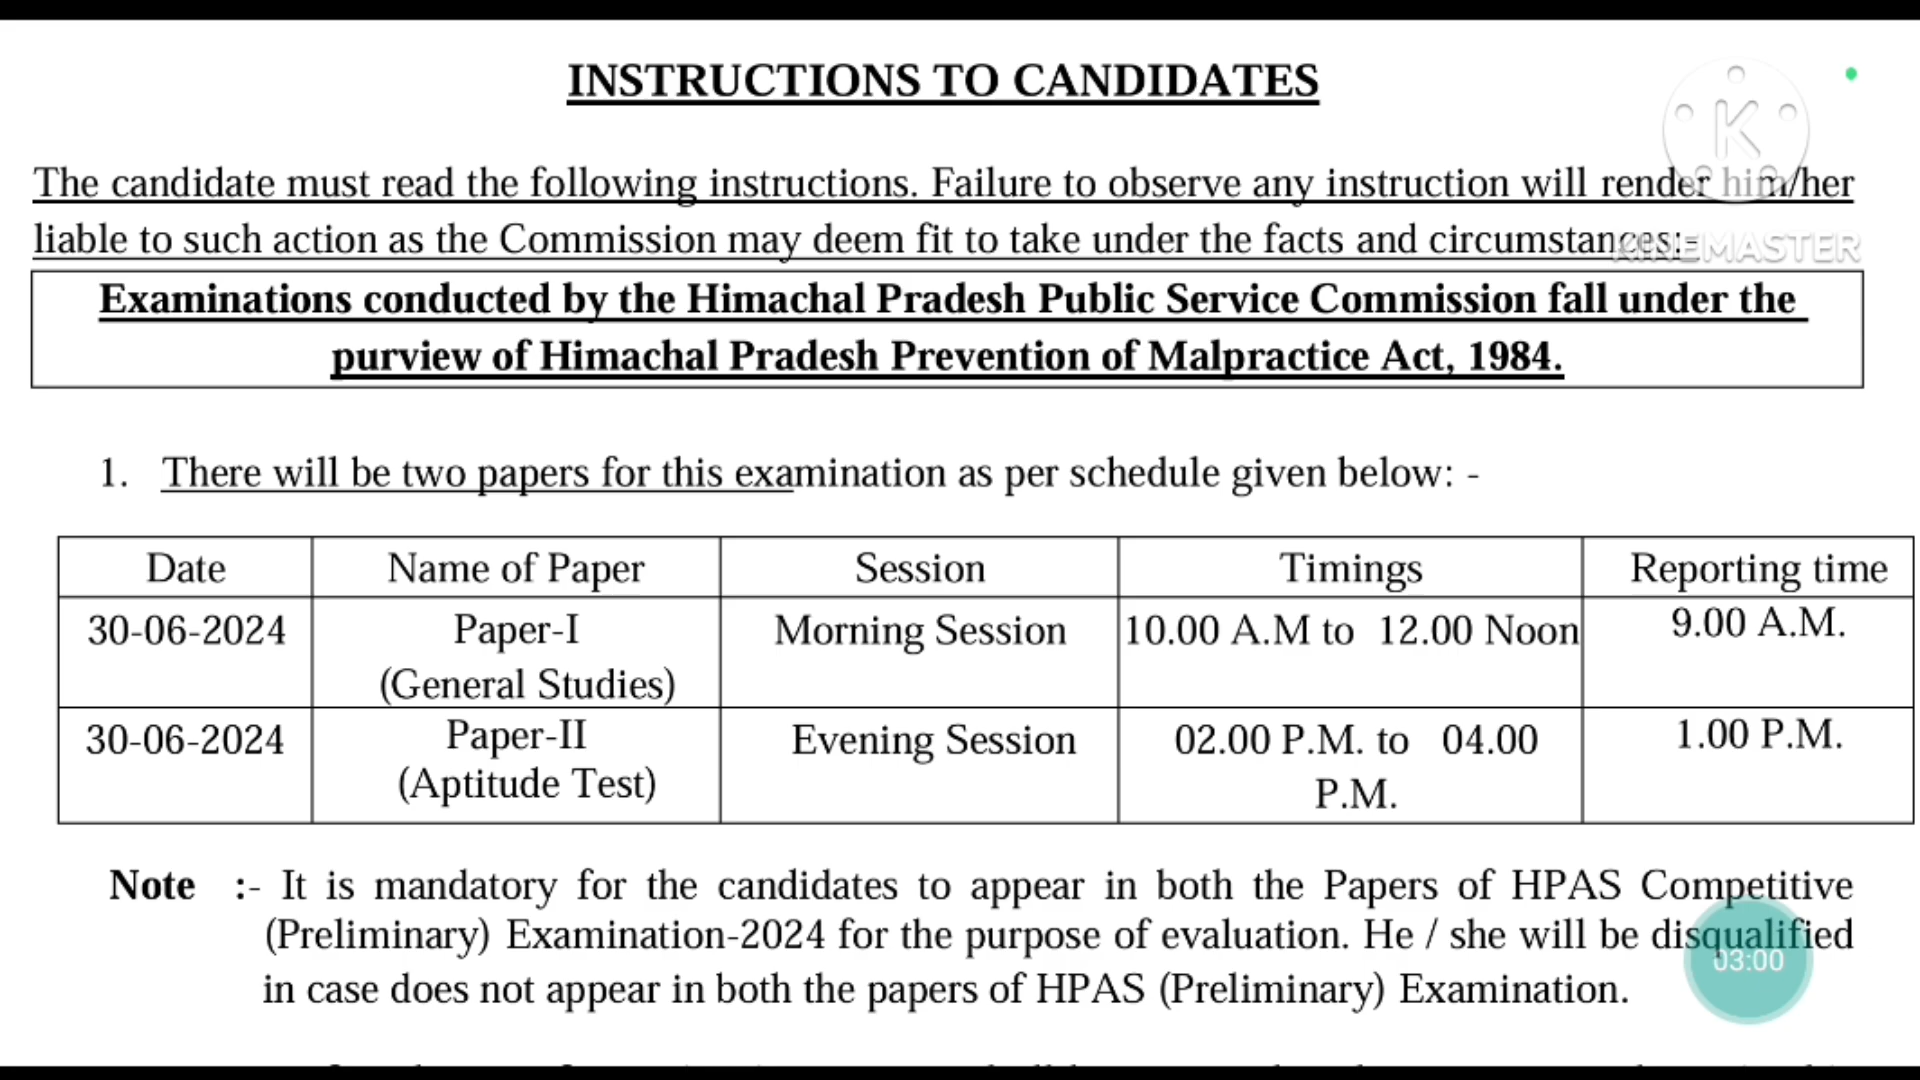 INSTRUCTIONS TO CANDIDATES
K
The candidate must read the following instructions. Failure to observe any instruction will render him/her
liable to such action as the Commission may deem fit to take under the facts and circumstances:-
KINEMASTER
Examinations conducted by the Himachal Pradesh Public Service Commission fall under the
purview of Himachal Pradesh Prevention of Malpractice Act, 1984.
1. There will be two papers for this examination as per schedule given below: -
Date Name of Paper Session Timings Reporting time
30-06-2024 Paper-I Morning Session 10.00 A.M to 12.00 Noon 9.00 A.M.
(General Studies)
30-06-2024 Paper-II Evening Session 02.00 P.M. to 04.00 1.00 P.M.
(Aptitude Test) P.M.
Note :- It is mandatory for the candidates to appear in both the Papers of HPAS Competitive
(Preliminary) Examination-2024 for the purpose of evaluation. He / she will be disqualified
03:00
in case does not appear in both the papers of HPAS (Preliminary) Examination.